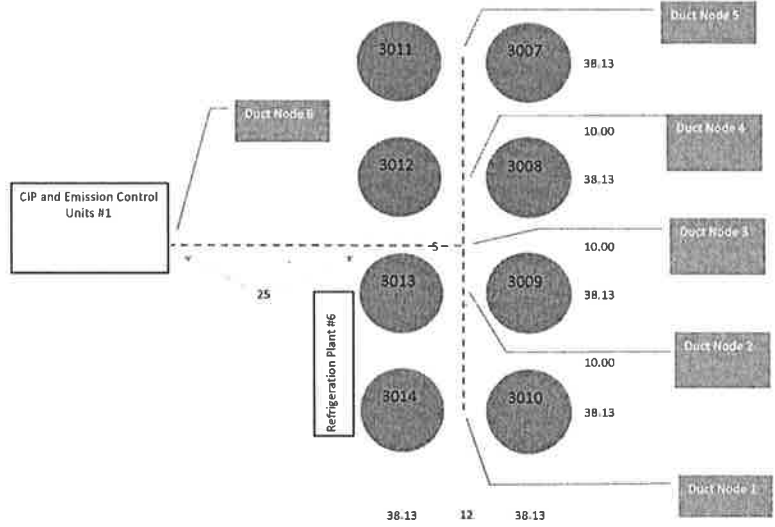 Duct Node 5
3011
3007
38.13
Duct Node 6
10.00
Duct Node 4
3012
3008
38.13
CIP and Emission Control
Units #1
Duct Node 3
5
10.00
3013
3009
38.13
25
Refrigeration Plant #6
Duct Node 2
10.00
3014
3010
38.13
Duct Node 1
38.13
12
38.13